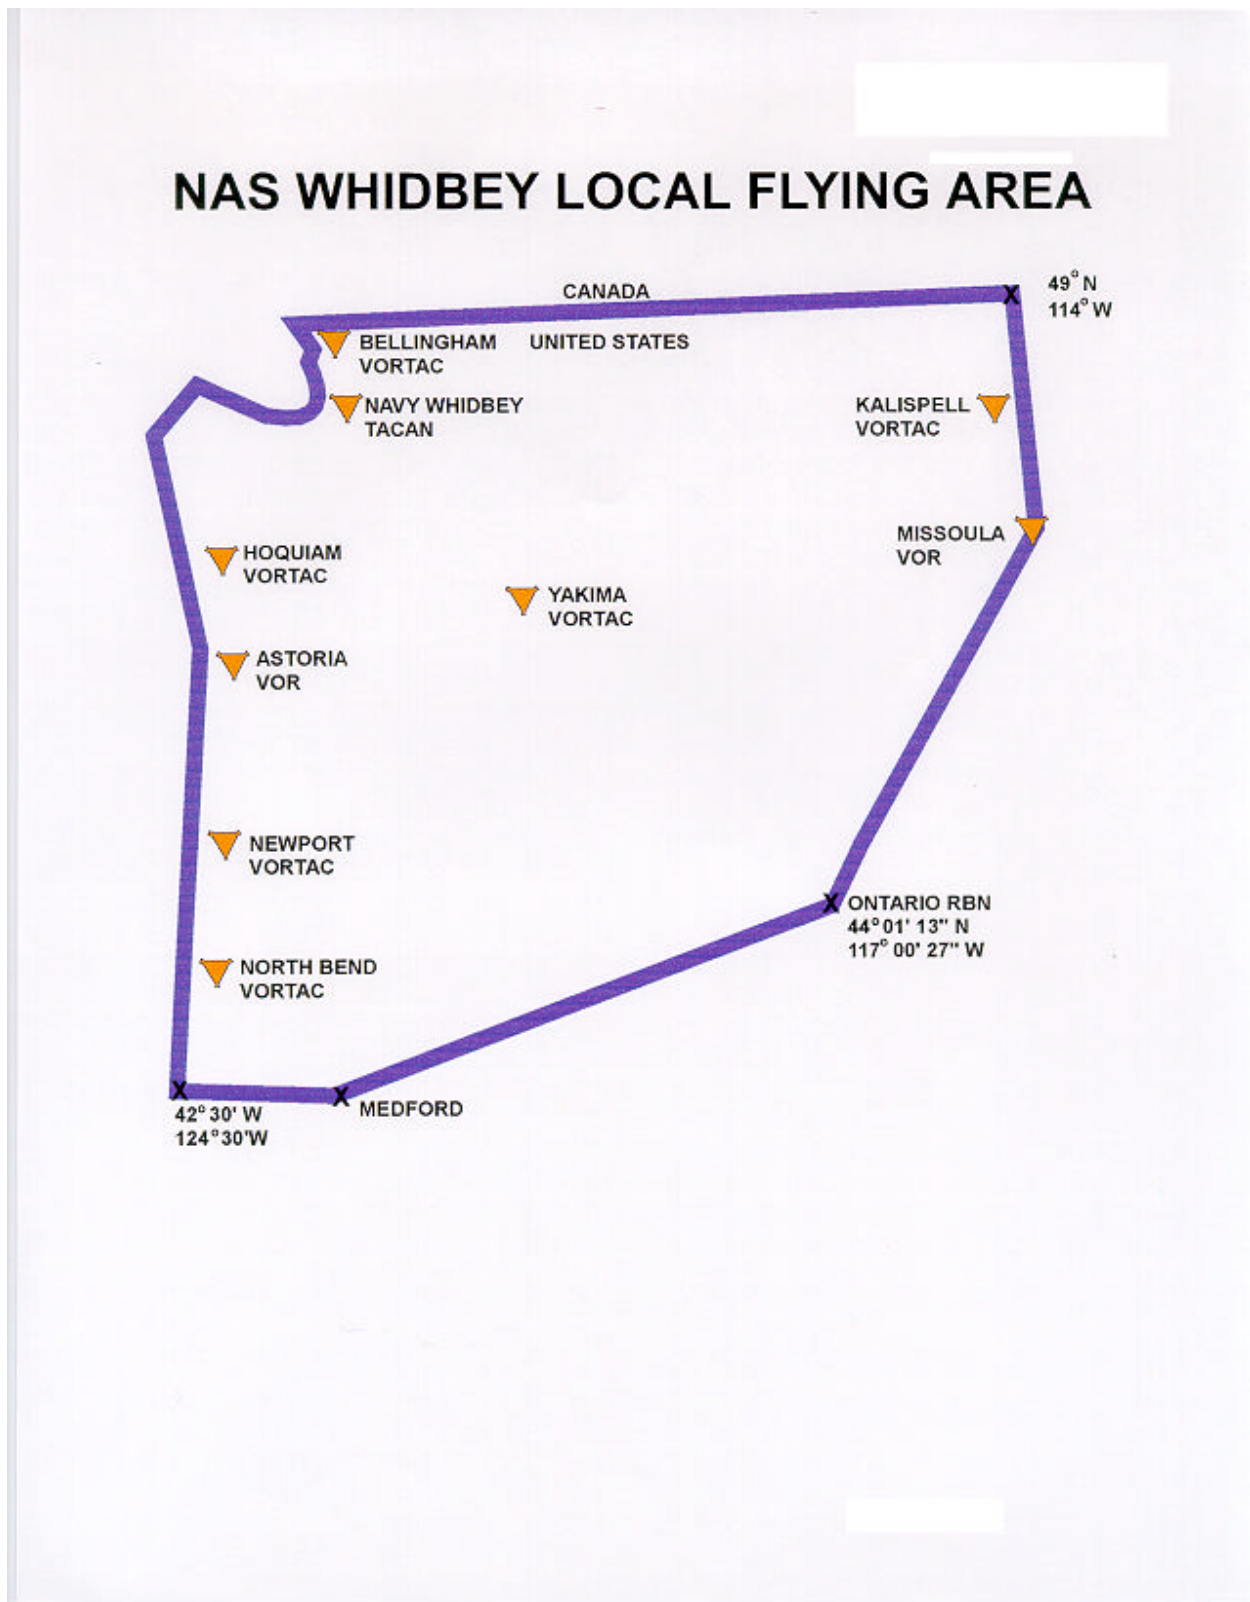 NAS WHIDBEY LOCAL FLYING AREA
CANADA
49° N
114° W
X
BELLINGHAM
VORTAC
UNITED STATES
NAVY WHIDBEY
TACAN
KALISPELL
VORTAC
MISSOULA
VOR
HOQUIAM
VORTAC
YAKIMA
VORTAC
ASTORIA
VOR
NEWPORT
VORTAC
X
ONTARIO RBN
44° 01' 13" N
117° 00' 27" W
NORTH BEND
VORTAC
X
42° 30' W
124° 30'W
X
MEDFORD